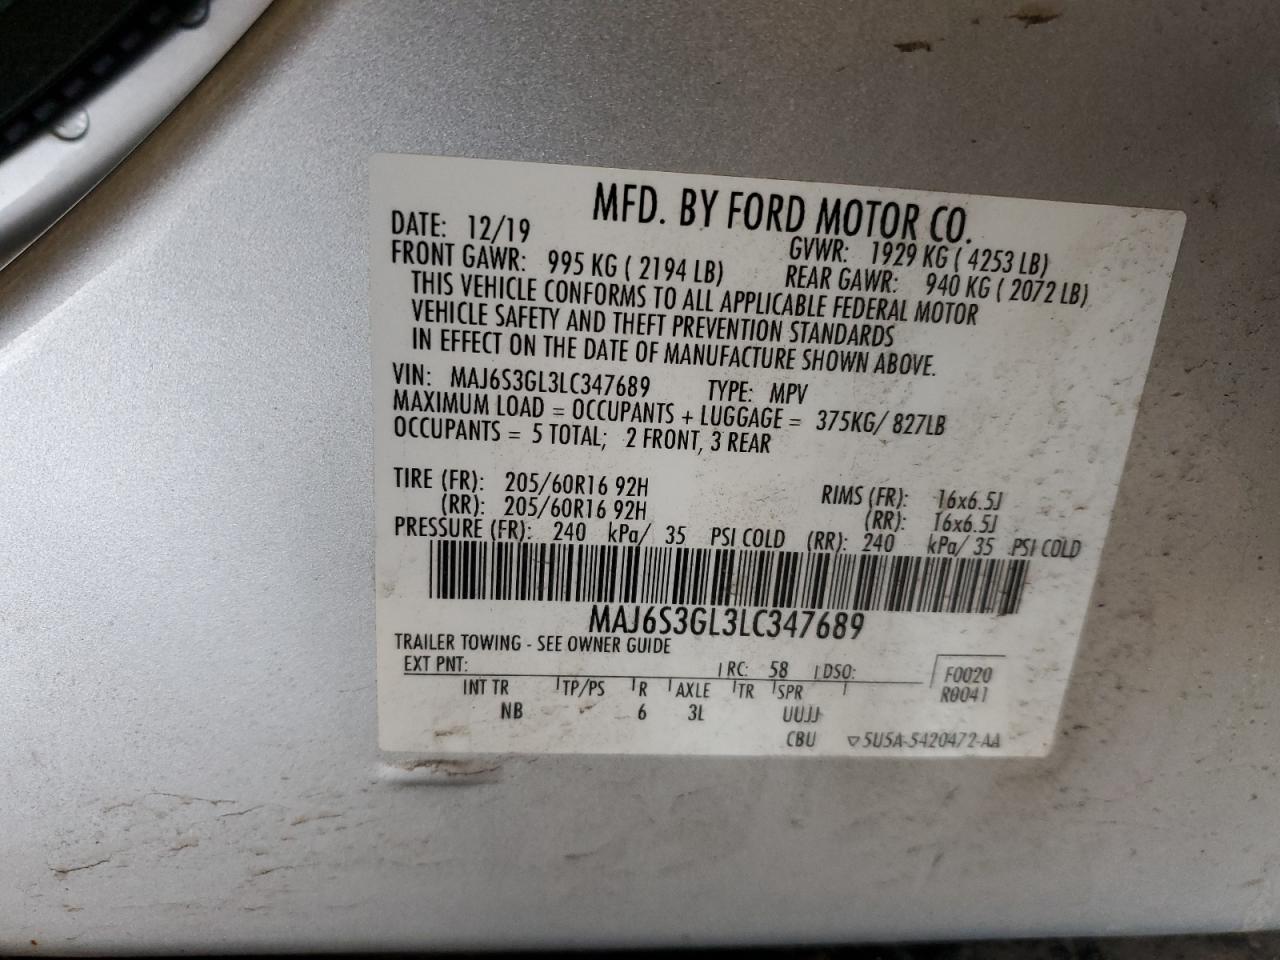 MFD. BY FORD MOTOR CO.
DATE: 12/19 GVWR: 1929 KG ( 4253 LB)
FRONT GAWR: 995 KG ( 2194 LB) REAR GAWR: 940 KG ( 2072 LB)
THIS VEHICLE CONFORMS TO ALL APPLICABLE FEDERAL MOTOR
VEHICLE SAFETY AND THEFT PREVENTION STANDARDS
IN EFFECT ON THE DATE OF MANUFACTURE SHOWN ABOVE.
VIN: MAJ6S3GL3LC347689 TYPE: MPV
MAXIMUM LOAD = OCCUPANTS + LUGGAGE = 375KG/ 827LB
OCCUPANTS = 5 TOTAL; 2 FRONT, 3 REAR
TIRE (FR): 205/60R16 92H RIMS (FR): 16x6.5J
(RR): 205/60R16 92H (RR): 16x6.5J
PRESSURE (FR): 240 kPa/ 35 PSI COLD (RR): 240 kPa/ 35 PSI COLD
MAJ6S3GL3LC347689
TRAILER TOWING - SEE OWNER GUIDE
EXT PNT: RC: 58 DSO: F0020
R0041
INT TR TP/PS R AXLE TR SPR
NB 6 3L UUJJ
CBU ▽5U5A-5420472-AA